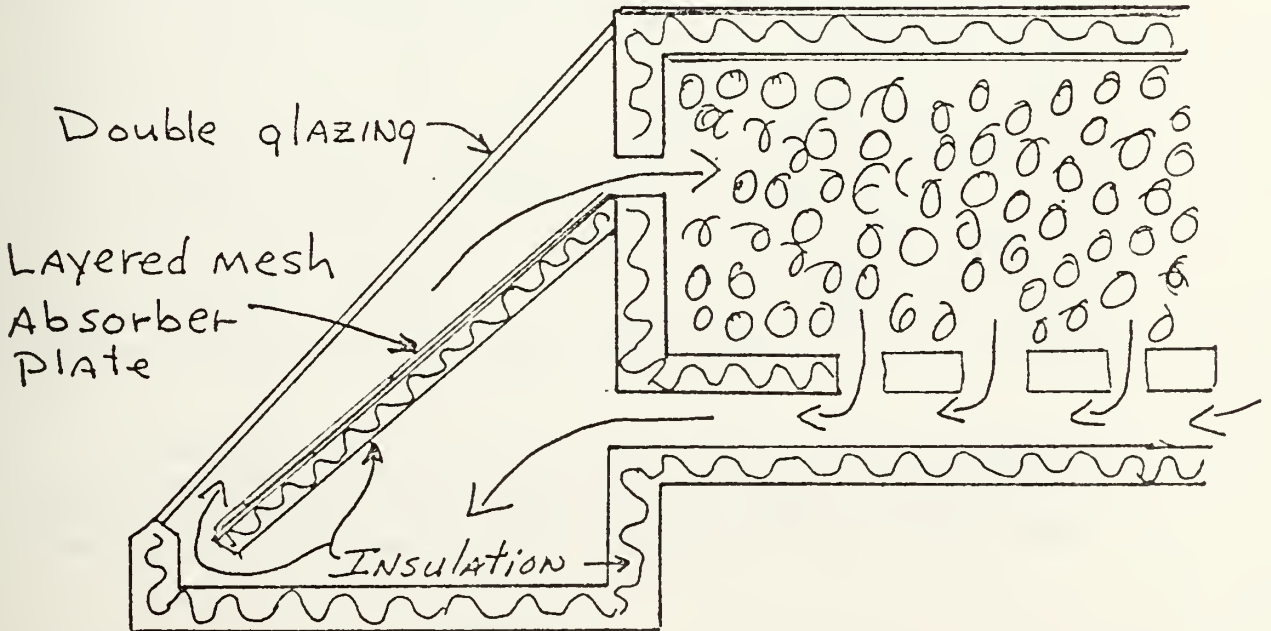 Double glAZING
LAyered mesh
Absorber
plAte
INSulAtioN